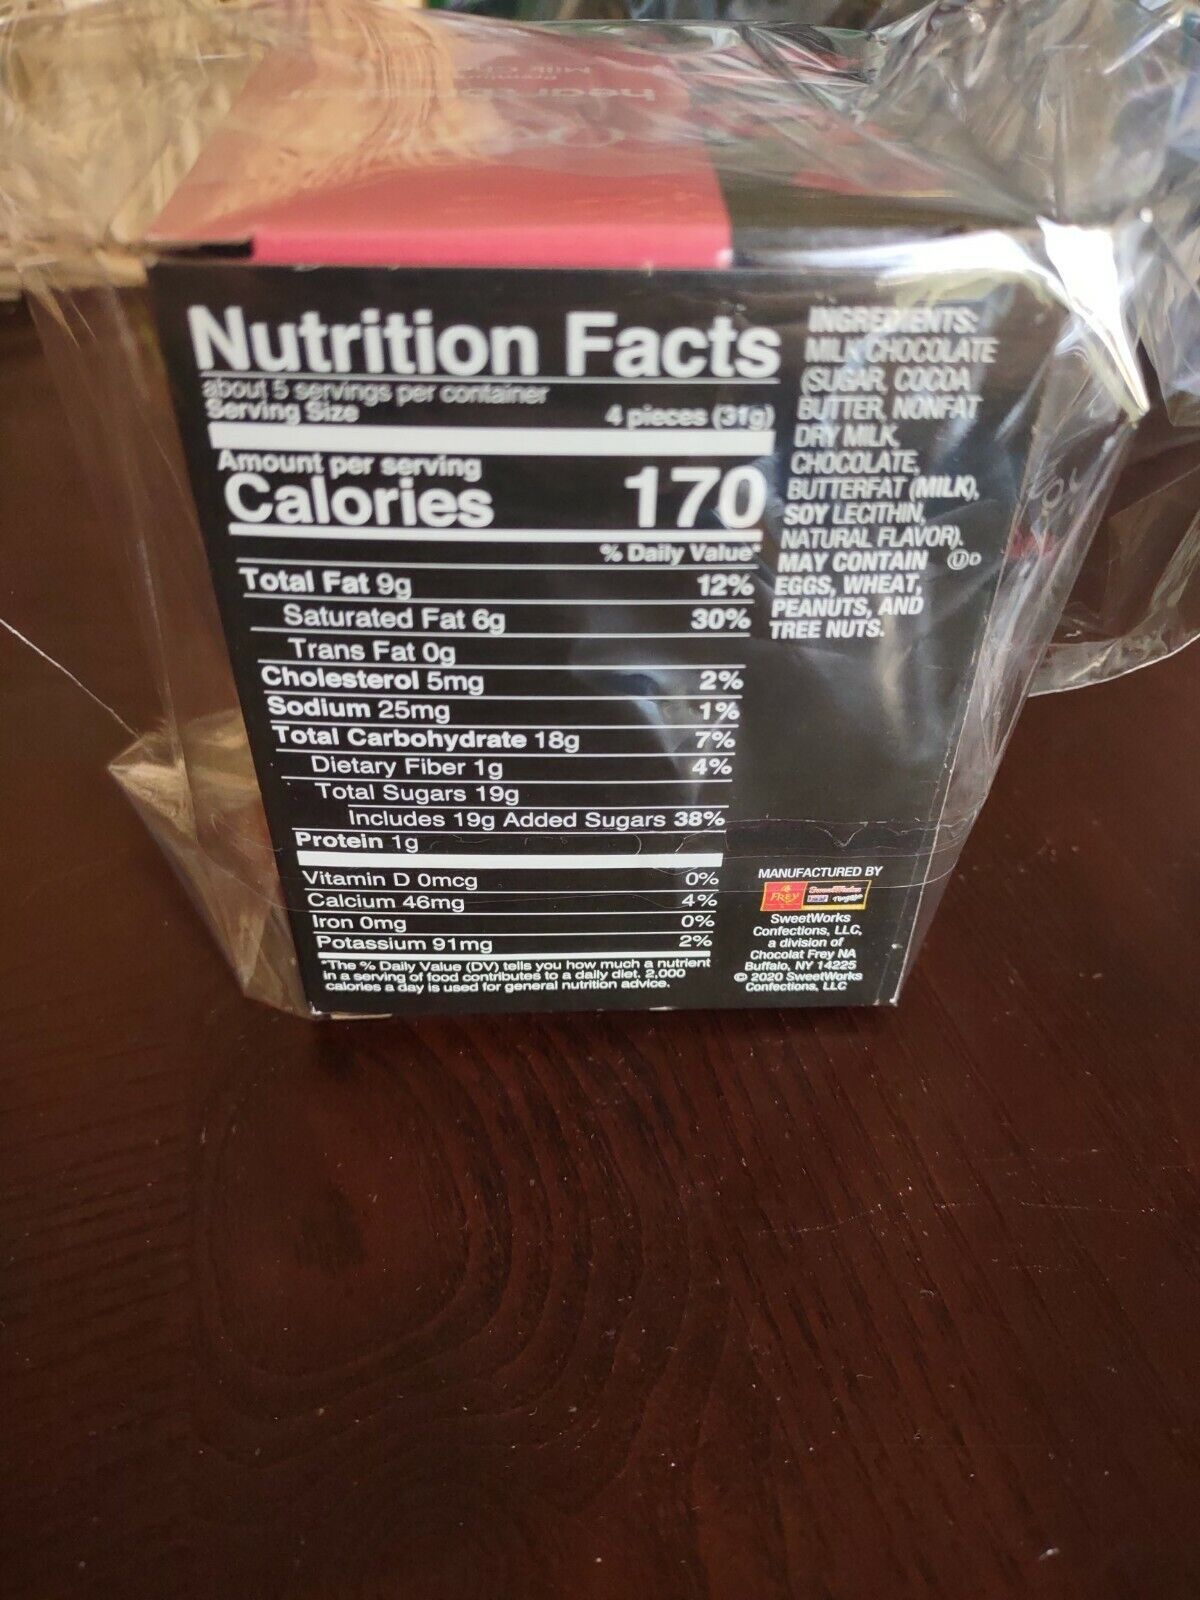 Nutrition Facts
about 5 servings per container
Serving Size 4 pieces (31g)
Amount per serving
Calories 170
% Daily Value*
Total Fat 9g 12%
Saturated Fat 6g 30%
Trans Fat 0g
Cholesterol 5mg 2%
Sodium 25mg 1%
Total Carbohydrate 18g 7%
Dietary Fiber 1g 4%
Total Sugars 19g
Includes 19g Added Sugars 38%
Protein 1g
Vitamin D 0mcg 0%
Calcium 46mg 4%
Iron 0mg 0%
Potassium 91mg 2%
*The % Daily Value (DV) tells you how much a nutrient
in a serving of food contributes to a daily diet. 2,000
calories a day is used for general nutrition advice.
INGREDIENTS:
MILK CHOCOLATE
(SUGAR, COCOA
BUTTER, NONFAT
DRY MILK,
CHOCOLATE,
BUTTERFAT (MILK),
SOY LECITHIN,
NATURAL FLAVOR).
MAY CONTAIN UD
EGGS, WHEAT,
PEANUTS, AND
TREE NUTS.
MANUFACTURED BY
FREY SweetWorks
SweetWorks
Confections, LLC,
a division of
Chocolat Frey NA
Buffalo, NY 14225
© 2020 SweetWorks
Confections, LLC